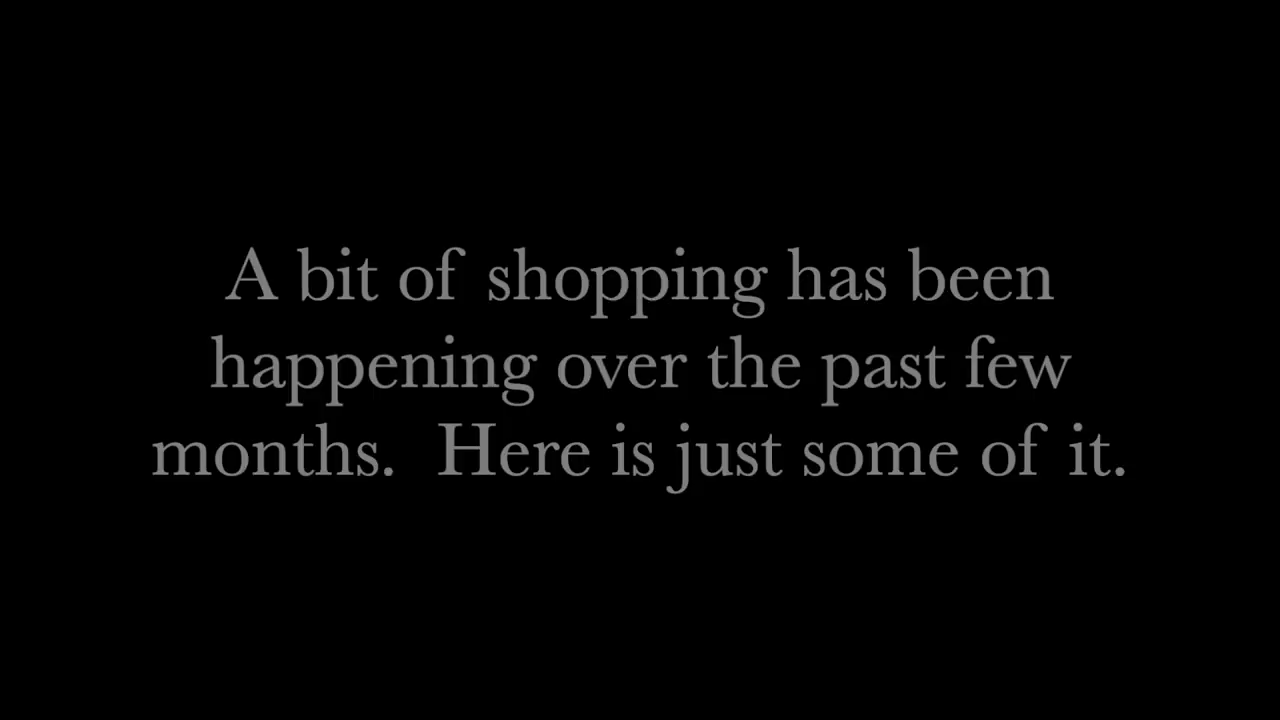 A bit of shopping has been
happening over the past few
months.  Here is just some of it.